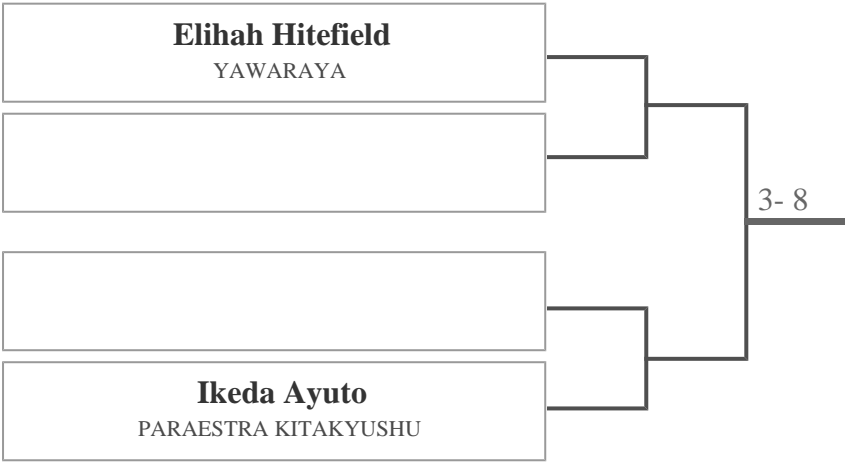 Elihah Hitefield
YAWARAYA
3- 8
Ikeda Ayuto
PARAESTRA KITAKYUSHU